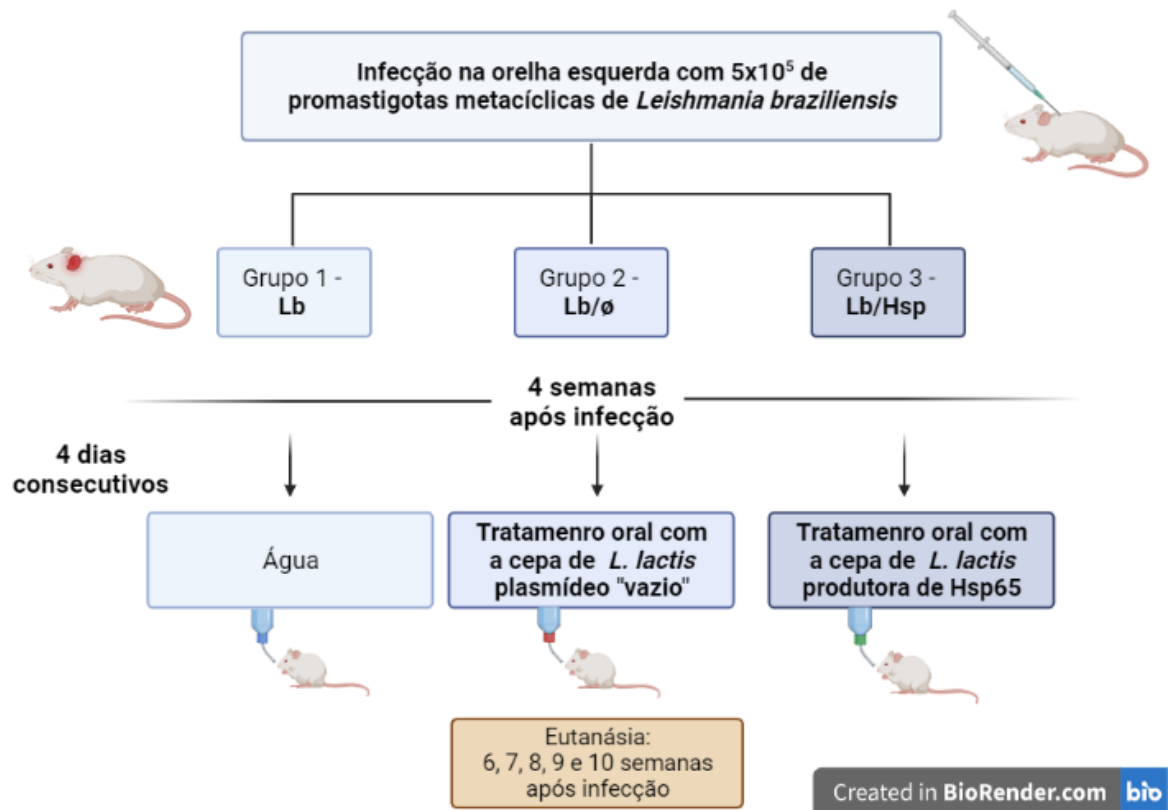 Infecção na orelha esquerda com 5x10⁵ de
promastigotas metacíclicas de Leishmania braziliensis
Grupo 1 -
Lb
Grupo 2 -
Lb/ø
Grupo 3 -
Lb/Hsp
4 semanas
após infecção
4 dias
consecutivos
Água
Tratamenro oral com
a cepa de L. lactis
plasmídeo "vazio"
Tratamenro oral com
a cepa de L. lactis
produtora de Hsp65
Eutanásia:
6, 7, 8, 9 e 10 semanas
após infecção
Created in BioRender.com bio